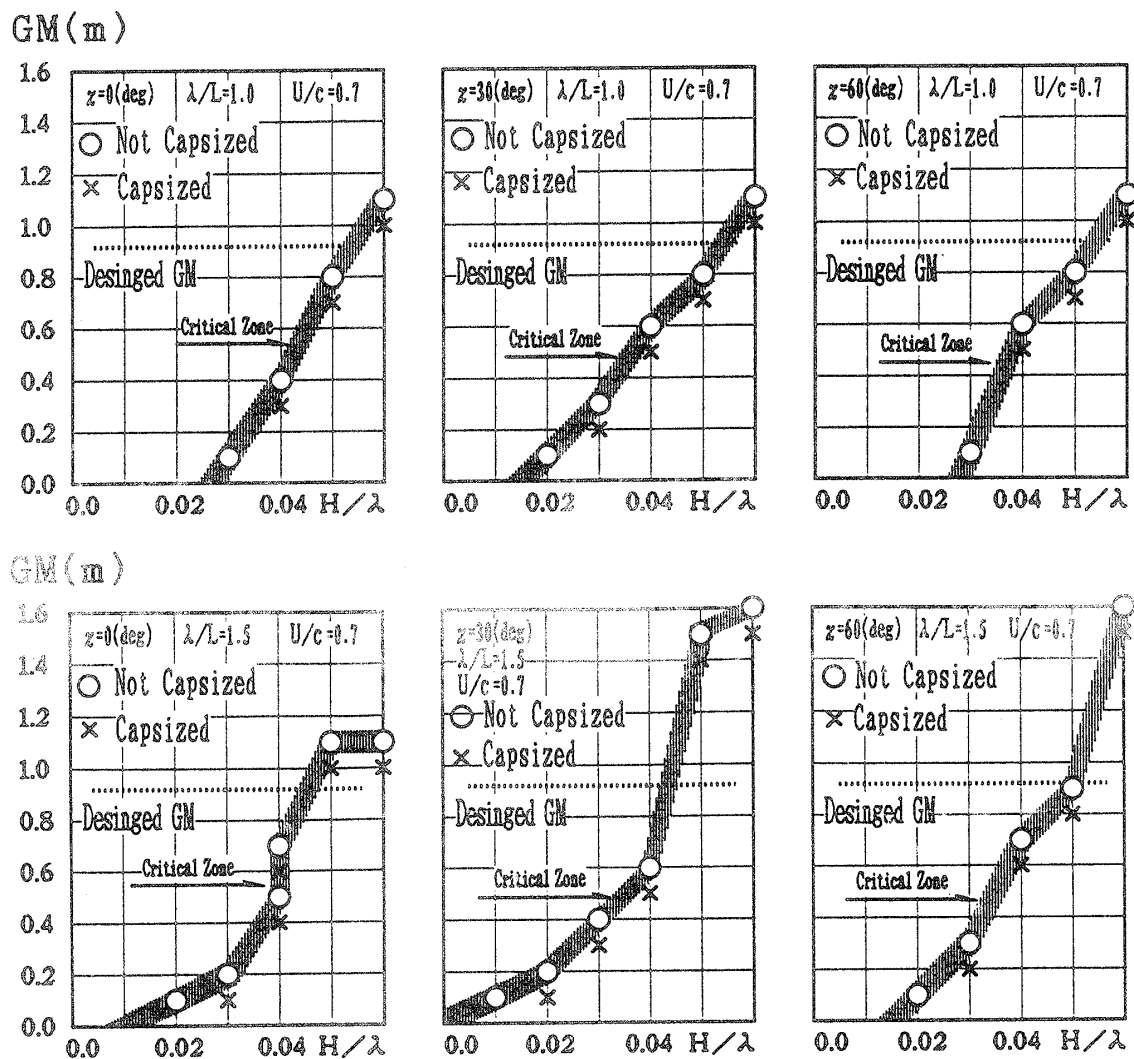 GM(m)
1.6
1.4
1.2
1.0
0.8
0.6
0.4
0.2
0.0
χ=0(deg) λ/L=1.0 U/c=0.7
Not Capsized
Capsized
Desinged GM
Critical Zone
0.0 0.02 0.04 H/λ
χ=30(deg) λ/L=1.0 U/c=0.7
Not Capsized
Capsized
Desinged GM
Critical Zone
0.0 0.02 0.04 H/λ
χ=60(deg) λ/L=1.0 U/c=0.7
Not Capsized
Capsized
Desinged GM
Critical Zone
0.0 0.02 0.04 H/λ
GM(m)
1.6
1.4
1.2
1.0
0.8
0.6
0.4
0.2
0.0
χ=0(deg) λ/L=1.5 U/c=0.7
Not Capsized
Capsized
Desinged GM
Critical Zone
0.0 0.02 0.04 H/λ
χ=30(deg)
λ/L=1.5
U/c=0.7
Not Capsized
Capsized
Desinged GM
Critical Zone
0.0 0.02 0.04 H/λ
χ=60(deg) λ/L=1.5 U/c=0.7
Not Capsized
Capsized
Desinged GM
Critical Zone
0.0 0.02 0.04 H/λ